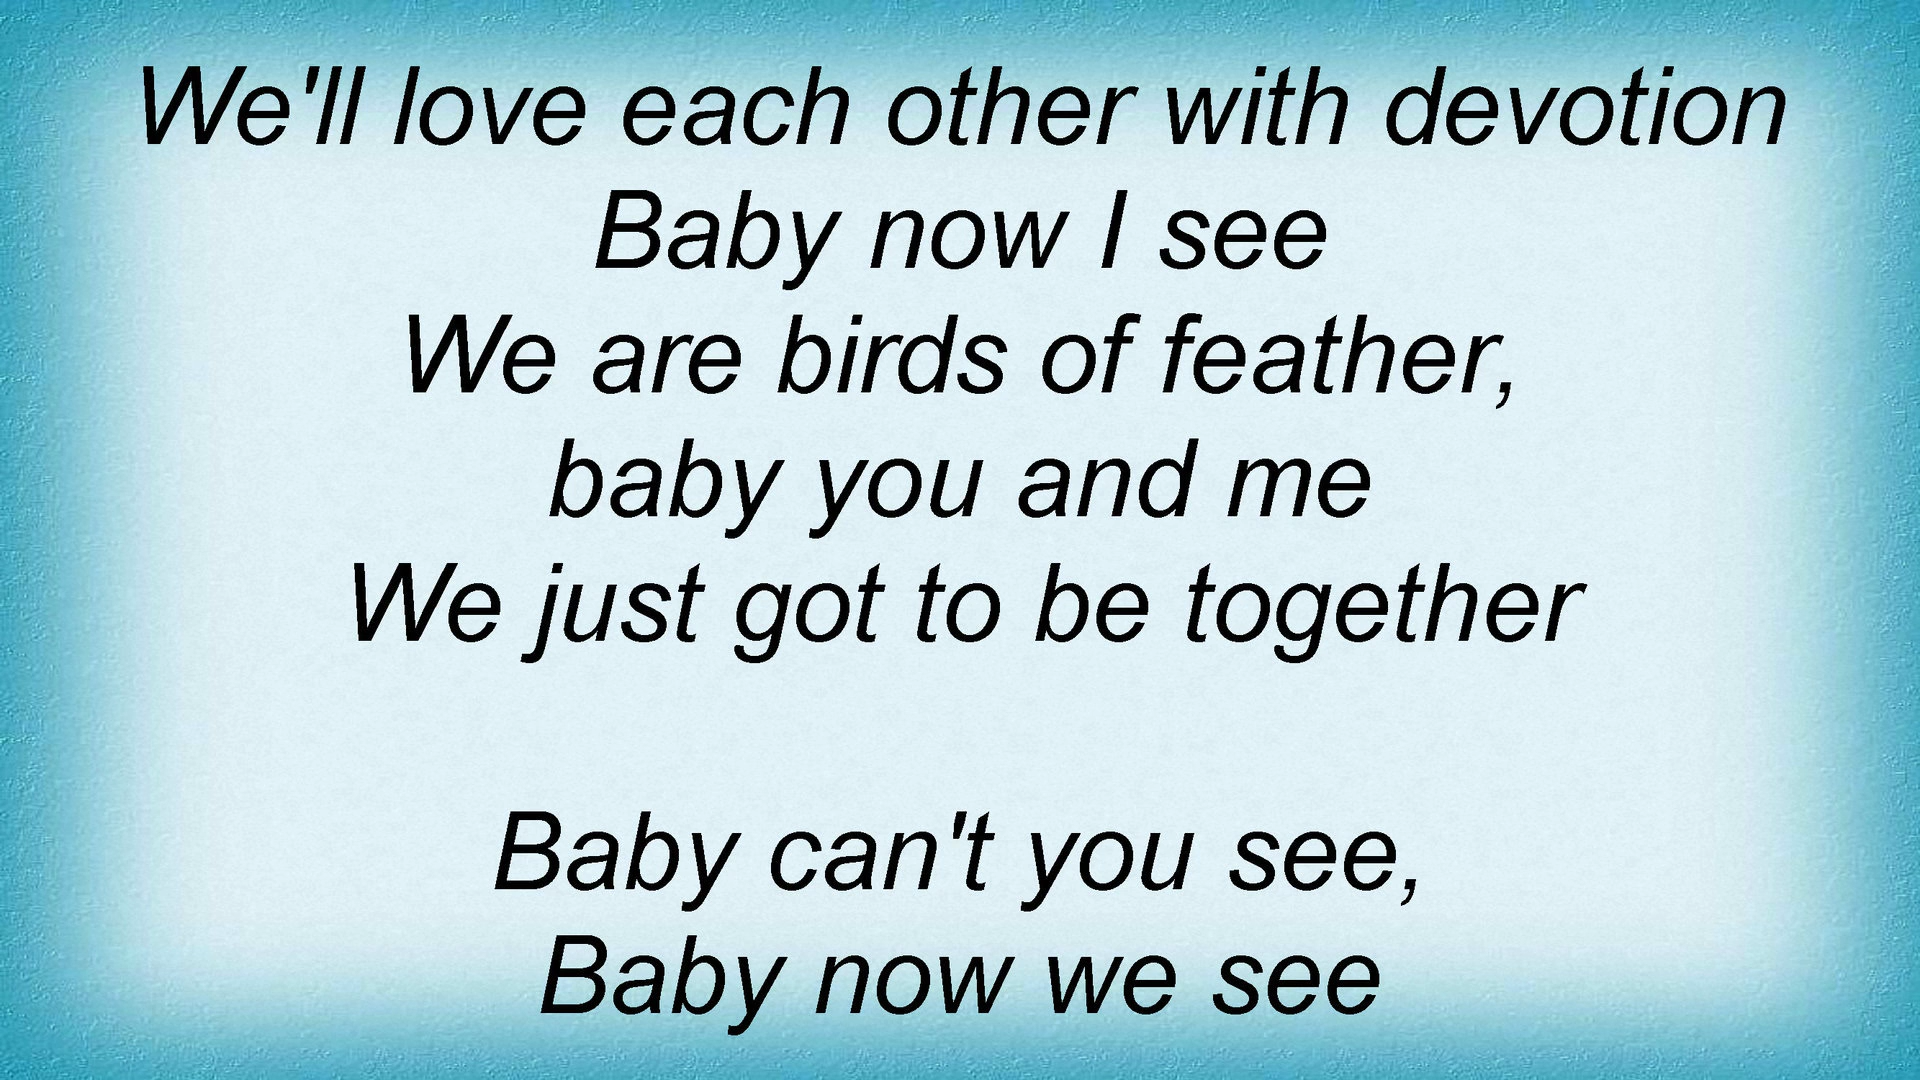 We'll love each other with devotion
Baby now I see
We are birds of feather,
baby you and me
We just got to be together
Baby can't you see,
Baby now we see